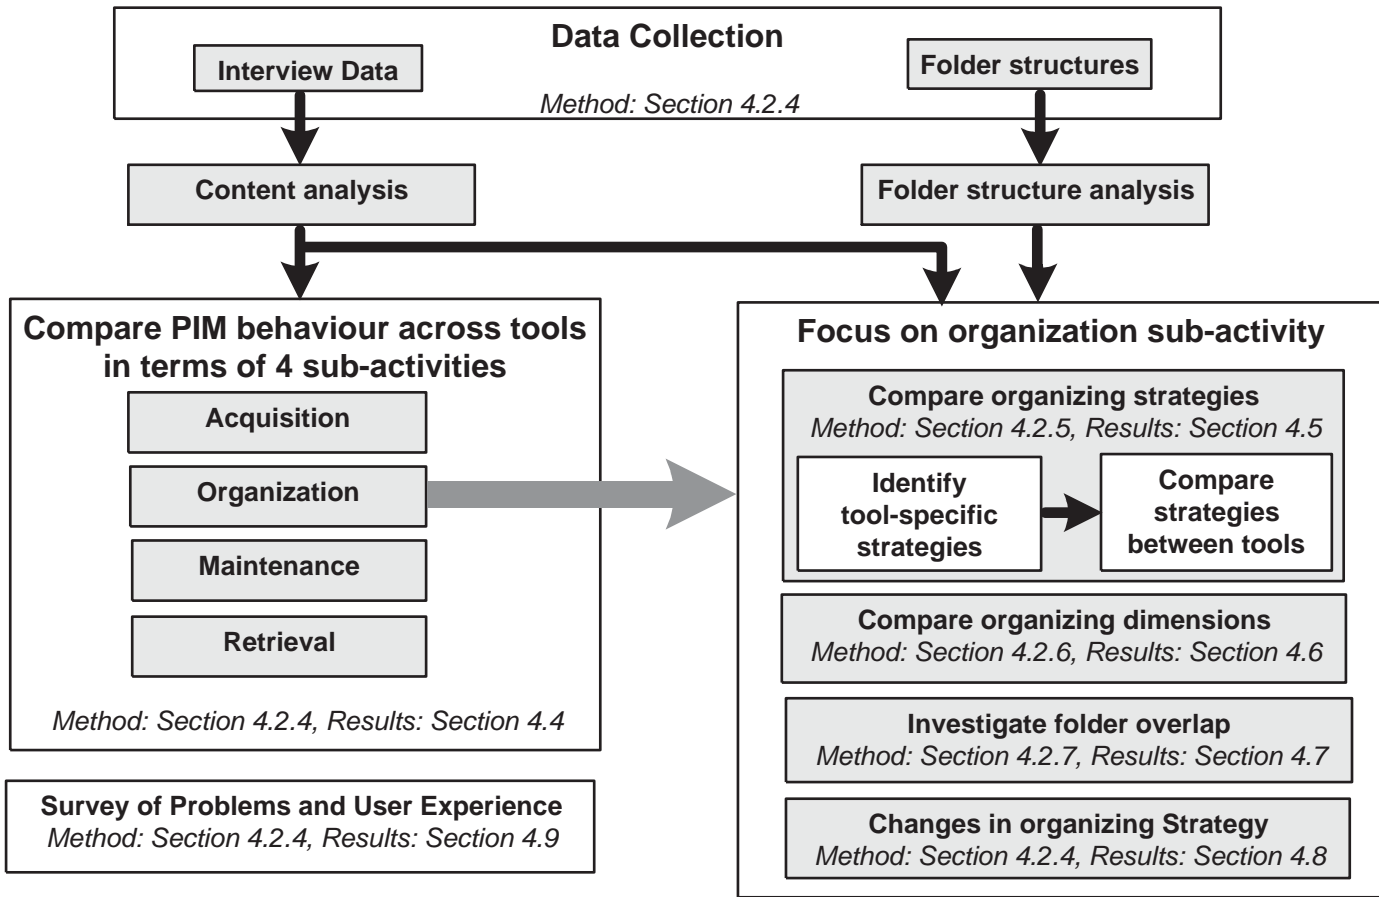 Data Collection
Interview Data
Folder structures
Method: Section 4.2.4
Content analysis
Folder structure analysis
Compare PIM behaviour across tools
in terms of 4 sub-activities
Acquisition
Organization
Maintenance
Retrieval
Method: Section 4.2.4, Results: Section 4.4
Survey of Problems and User Experience
Method: Section 4.2.4, Results: Section 4.9
Focus on organization sub-activity
Compare organizing strategies
Method: Section 4.2.5, Results: Section 4.5
Identify
tool-specific
strategies
Compare
strategies
between tools
Compare organizing dimensions
Method: Section 4.2.6, Results: Section 4.6
Investigate folder overlap
Method: Section 4.2.7, Results: Section 4.7
Changes in organizing Strategy
Method: Section 4.2.4, Results: Section 4.8